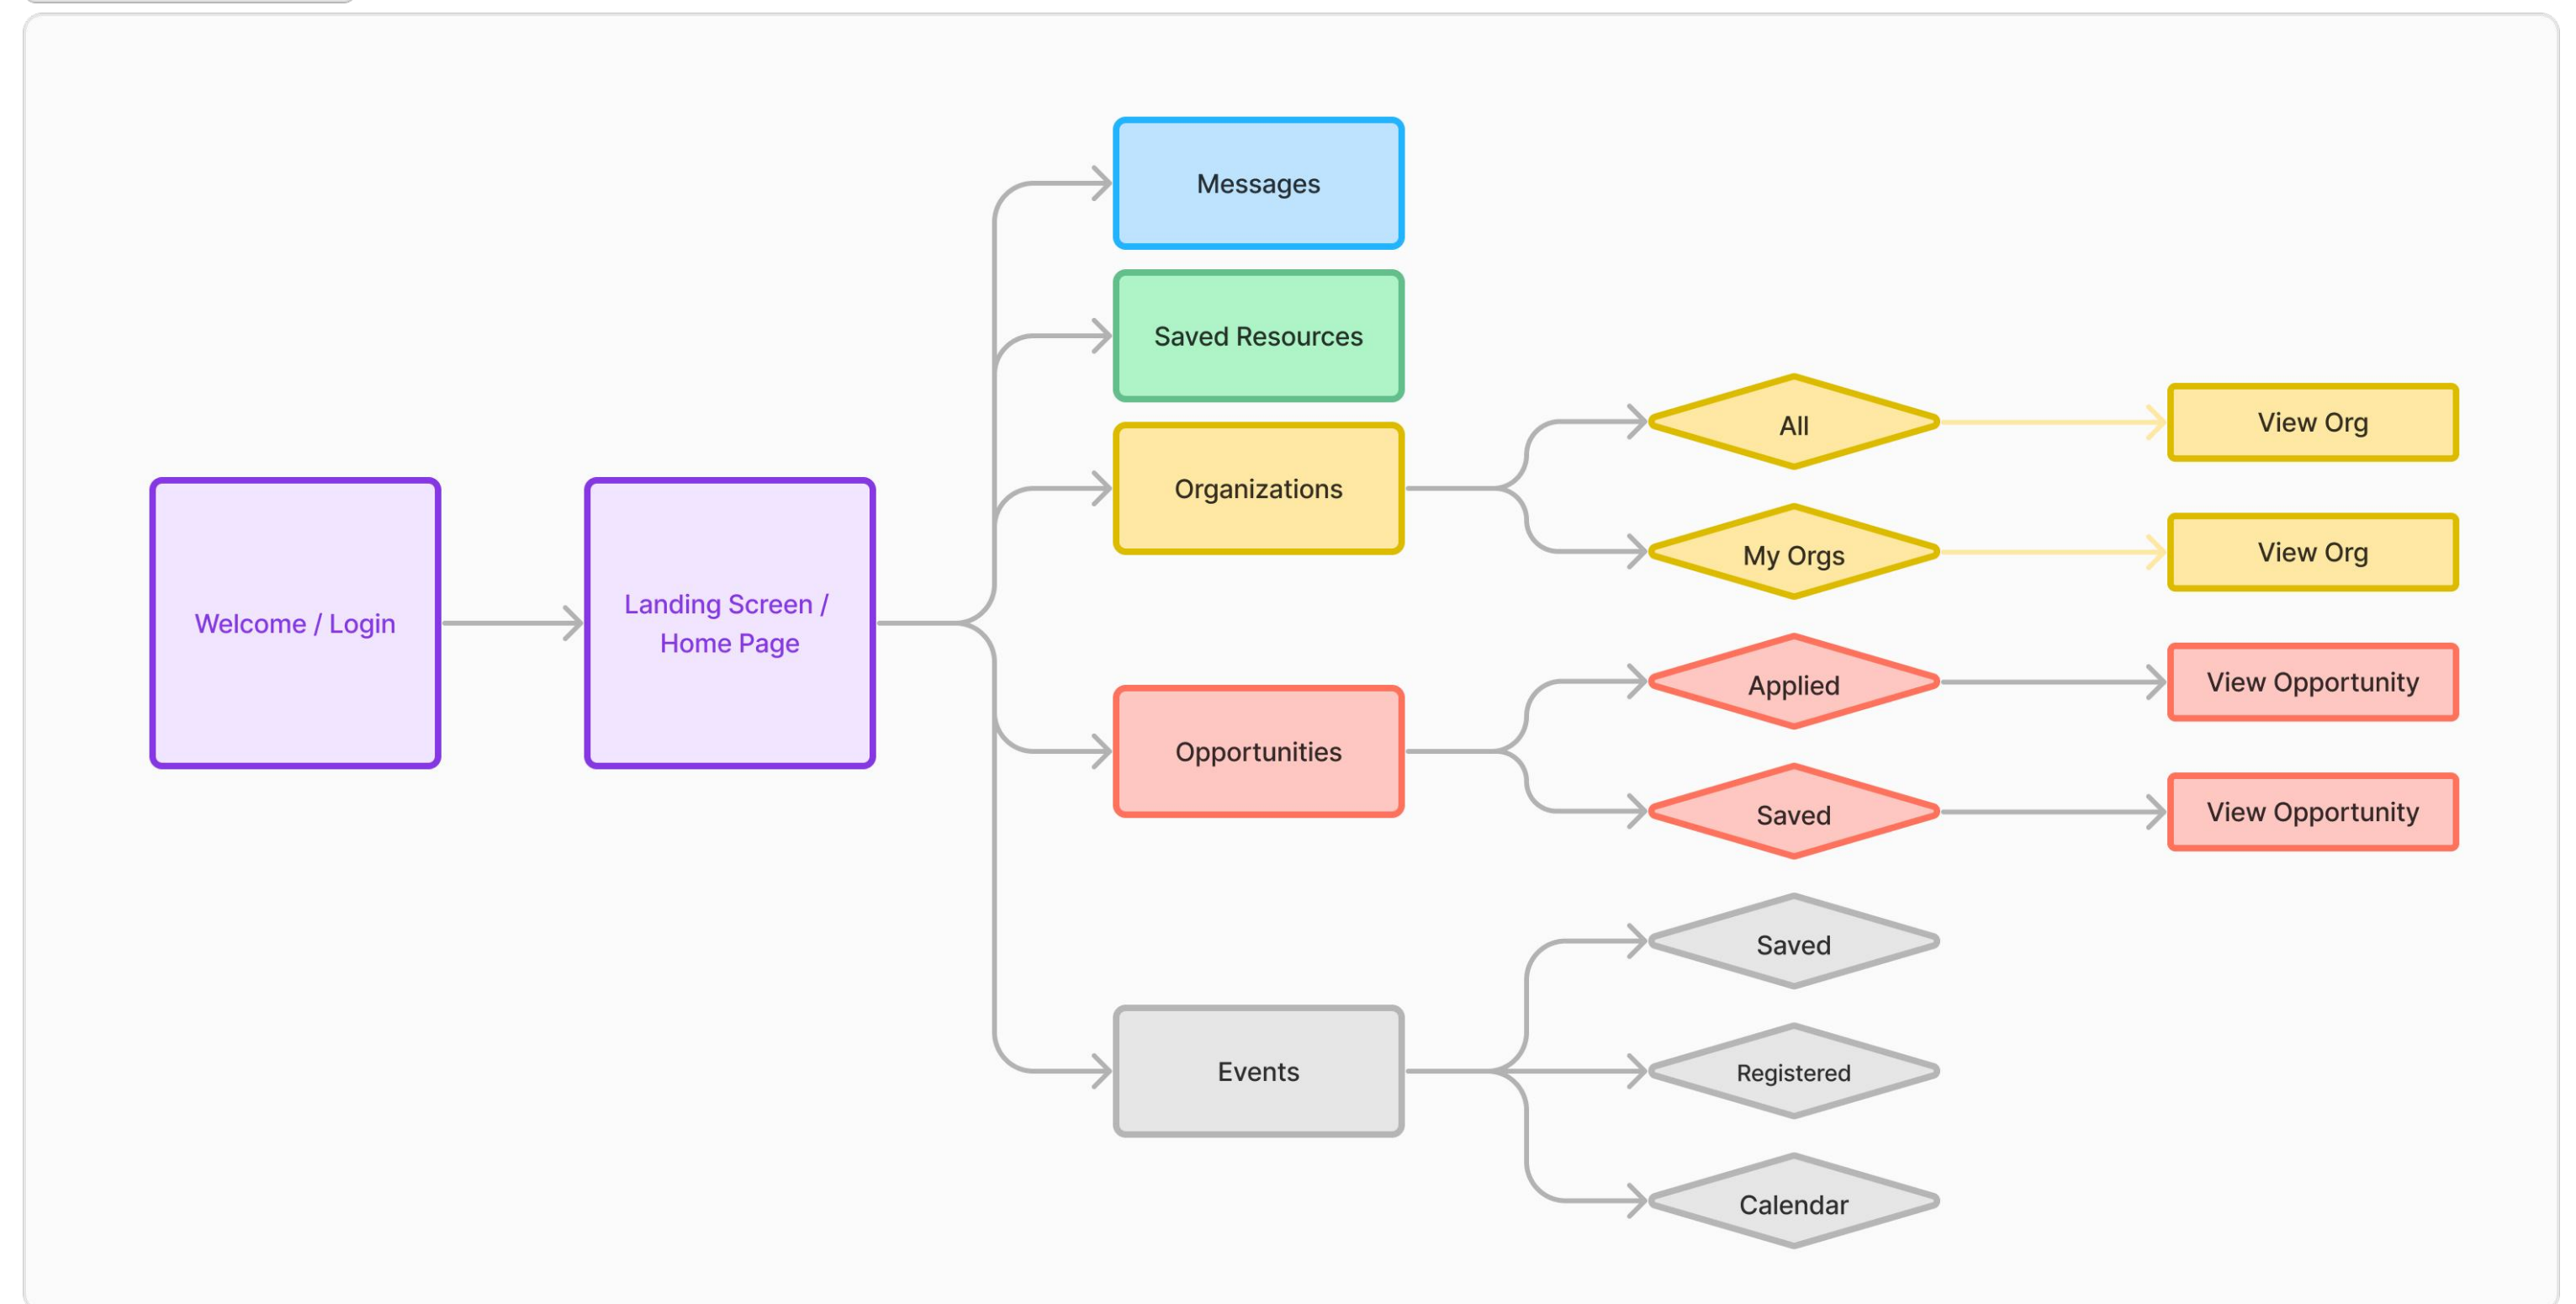 Messages
Saved Resources
Organizations
All
View Org
My Orgs
View Org
Welcome / Login
Landing Screen /
Home Page
Applied
View Opportunity
Opportunities
Saved
View Opportunity
Saved
Events
Registered
Calendar